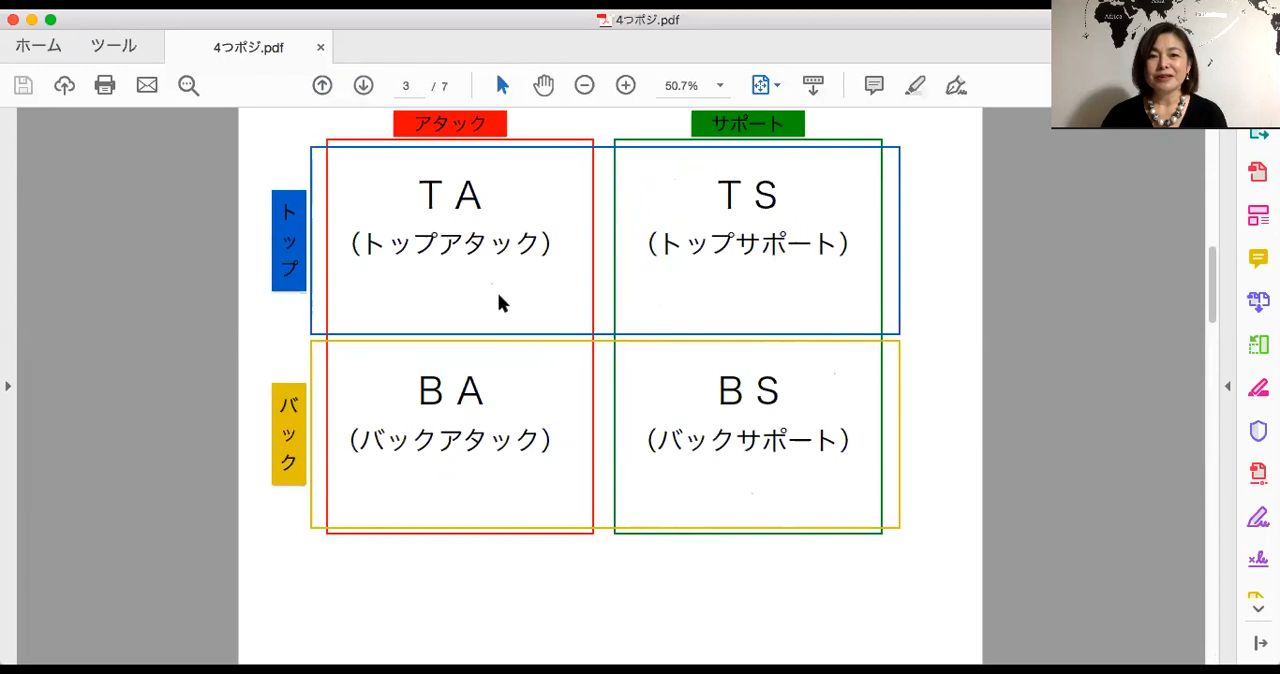 4つポジ.pdf
ホーム ツール 4つポジ.pdf ×
3 / 7 50.7%
アタック サポート
トップ
ＴＡ ＴＳ
（トップアタック） （トップサポート）
バック
ＢＡ ＢＳ
（バックアタック） （バックサポート）
Africa